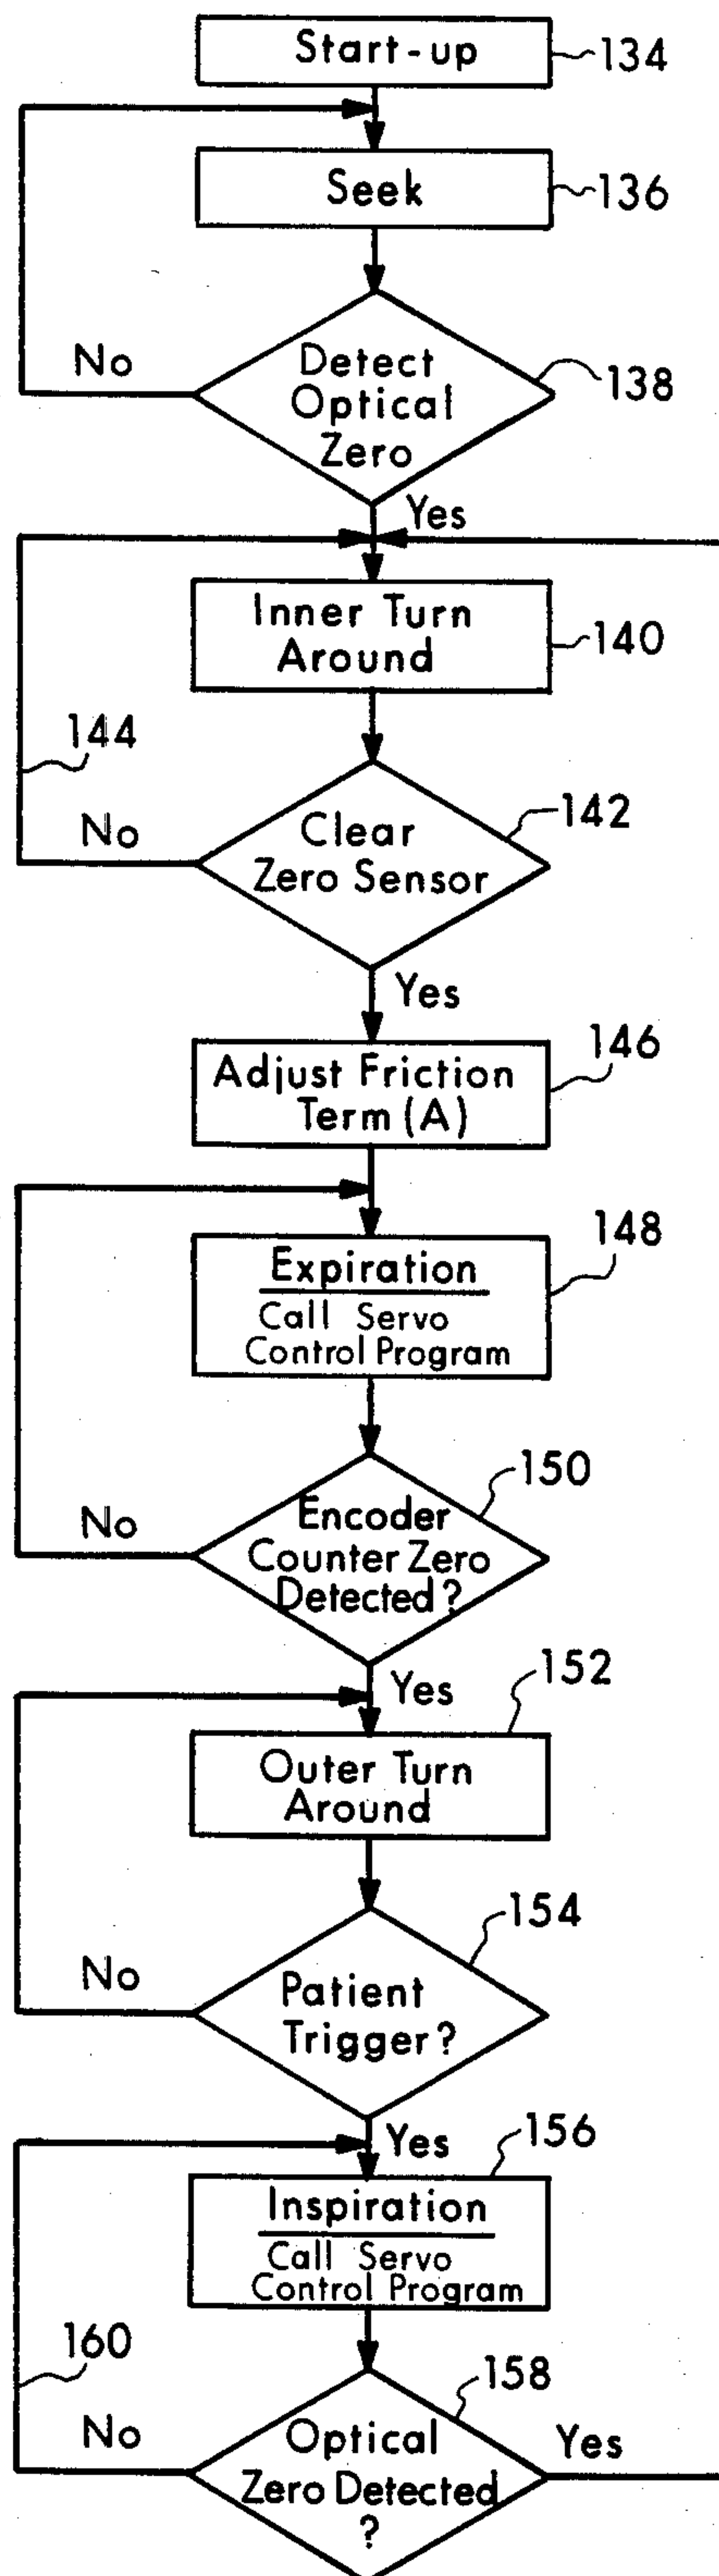 Start-up
134
Seek
136
No
Detect
Optical
Zero
138
Yes
Inner Turn
Around
140
144
No
Clear
Zero Sensor
142
Yes
Adjust Friction
Term (A)
146
Expiration
Call Servo
Control Program
148
No
Encoder
Counter Zero
Detected?
150
Yes
Outer Turn
Around
152
No
Patient
Trigger?
154
Yes
Inspiration
Call Servo
Control Program
156
160
No
Optical
Zero Detected
?
158
Yes